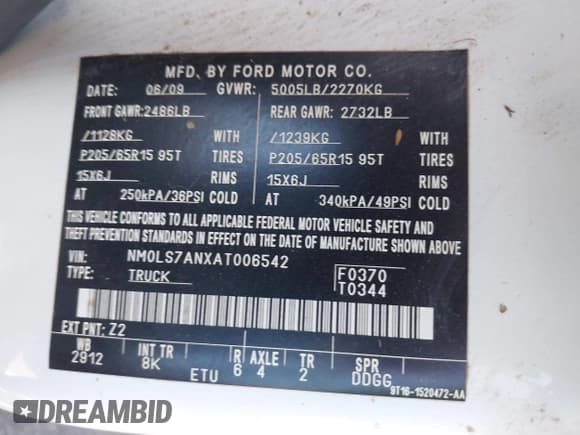 MFD. BY FORD MOTOR CO.
DATE: 06/09 GVWR: 5005LB/2270KG
FRONT GAWR: 2486LB REAR GAWR: 2732LB
/1128KG WITH /1239KG WITH
P205/65R15 95T TIRES P205/65R15 95T TIRES
15X6J RIMS 15X6J RIMS
AT 250kPA/36PSI COLD AT 340kPA/49PSI COLD
THIS VEHICLE CONFORMS TO ALL APPLICABLE FEDERAL MOTOR VEHICLE SAFETY AND
THEFT PREVENTION STANDARDS IN EFFECT ON THE DATE OF MANUFACTURE SHOWN ABOVE
VIN: NM0LS7ANXAT006542
TYPE: TRUCK F0370
T0344
EXT PNT: Z2
WB INT TR R AXLE TR SPR
2912 8K 6 4 2 DDGG
ETU
9T16-1520472-AA
DREAMBID